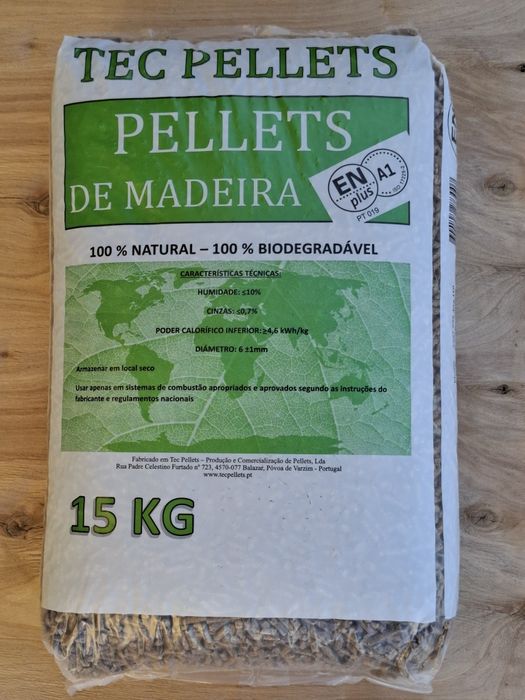 TEC PELLETS
PELLETS
DE MADEIRA
EN
plus
A1
PT 019
100 % NATURAL – 100 % BIODEGRADÁVEL
CARACTERÍSTICAS TÉCNICAS:
HUMIDADE: ≤10%
CINZAS: ≤0,7%
PODER CALORÍFICO INFERIOR: ≥4,6 kWh/kg
DIÂMETRO: 6 ±1mm
Armazenar em local seco
Usar apenas em sistemas de combustão apropriados e aprovados segundo as instruções do
fabricante e regulamentos nacionais
Fabricado em Tec Pellets – Produção e Comercialização de Pellets, Lda
Rua Padre Celestino Furtado nº 723, 4570-077 Balazar, Póvoa de Varzim - Portugal
www.tecpellets.pt
15 KG